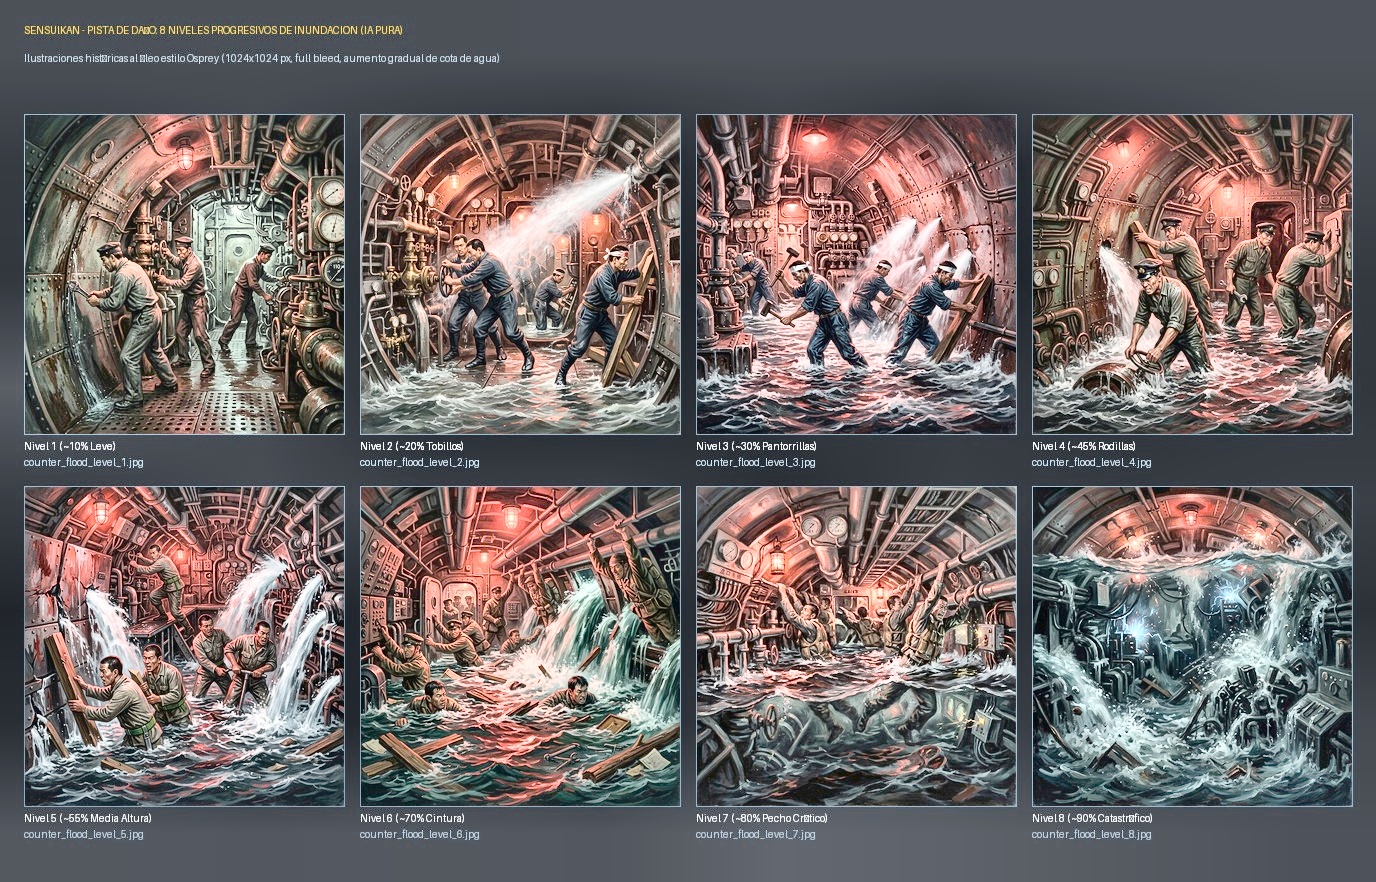 SENSUIKAN - PISTA DE DA▯O: 8 NIVELES PROGRESIVOS DE INUNDACION (IA PURA)
Ilustraciones hist▯ricas al ▯leo estilo Osprey (1024x1024 px, full bleed, aumento gradual de cota de agua)
Nivel 1 (~10% Leve)
counter_flood_level_1.jpg
Nivel 2 (~20% Tobillos)
counter_flood_level_2.jpg
Nivel 3 (~30% Pantorrillas)
counter_flood_level_3.jpg
Nivel 4 (~45% Rodillas)
counter_flood_level_4.jpg
Nivel 5 (~55% Media Altura)
counter_flood_level_5.jpg
Nivel 6 (~70% Cintura)
counter_flood_level_6.jpg
Nivel 7 (~80% Pecho Cr▯tico)
counter_flood_level_7.jpg
Nivel 8 (~90% Catastr▯fico)
counter_flood_level_8.jpg